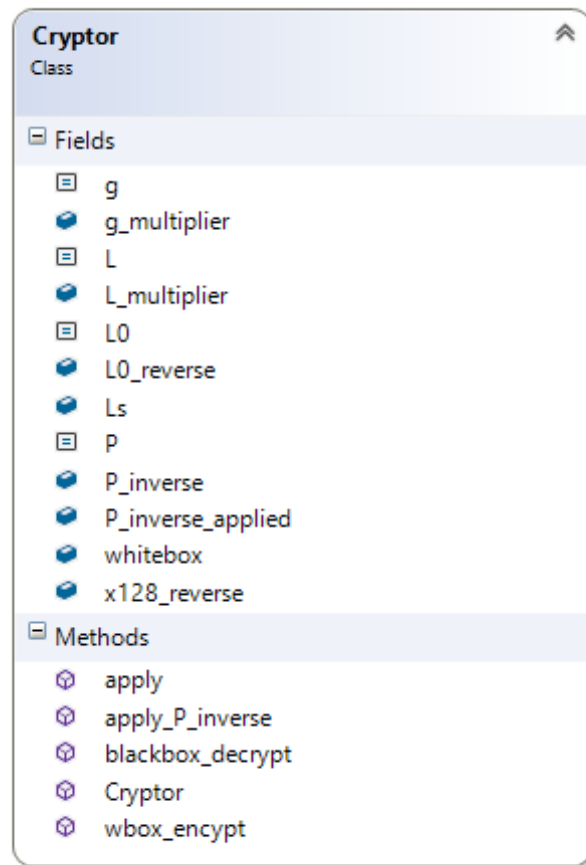 Cryptor
Class
Fields
g
g_multiplier
L
L_multiplier
L0
L0_reverse
Ls
P
P_inverse
P_inverse_applied
whitebox
x128_reverse
Methods
apply
apply_P_inverse
blackbox_decrypt
Cryptor
wbox_encypt